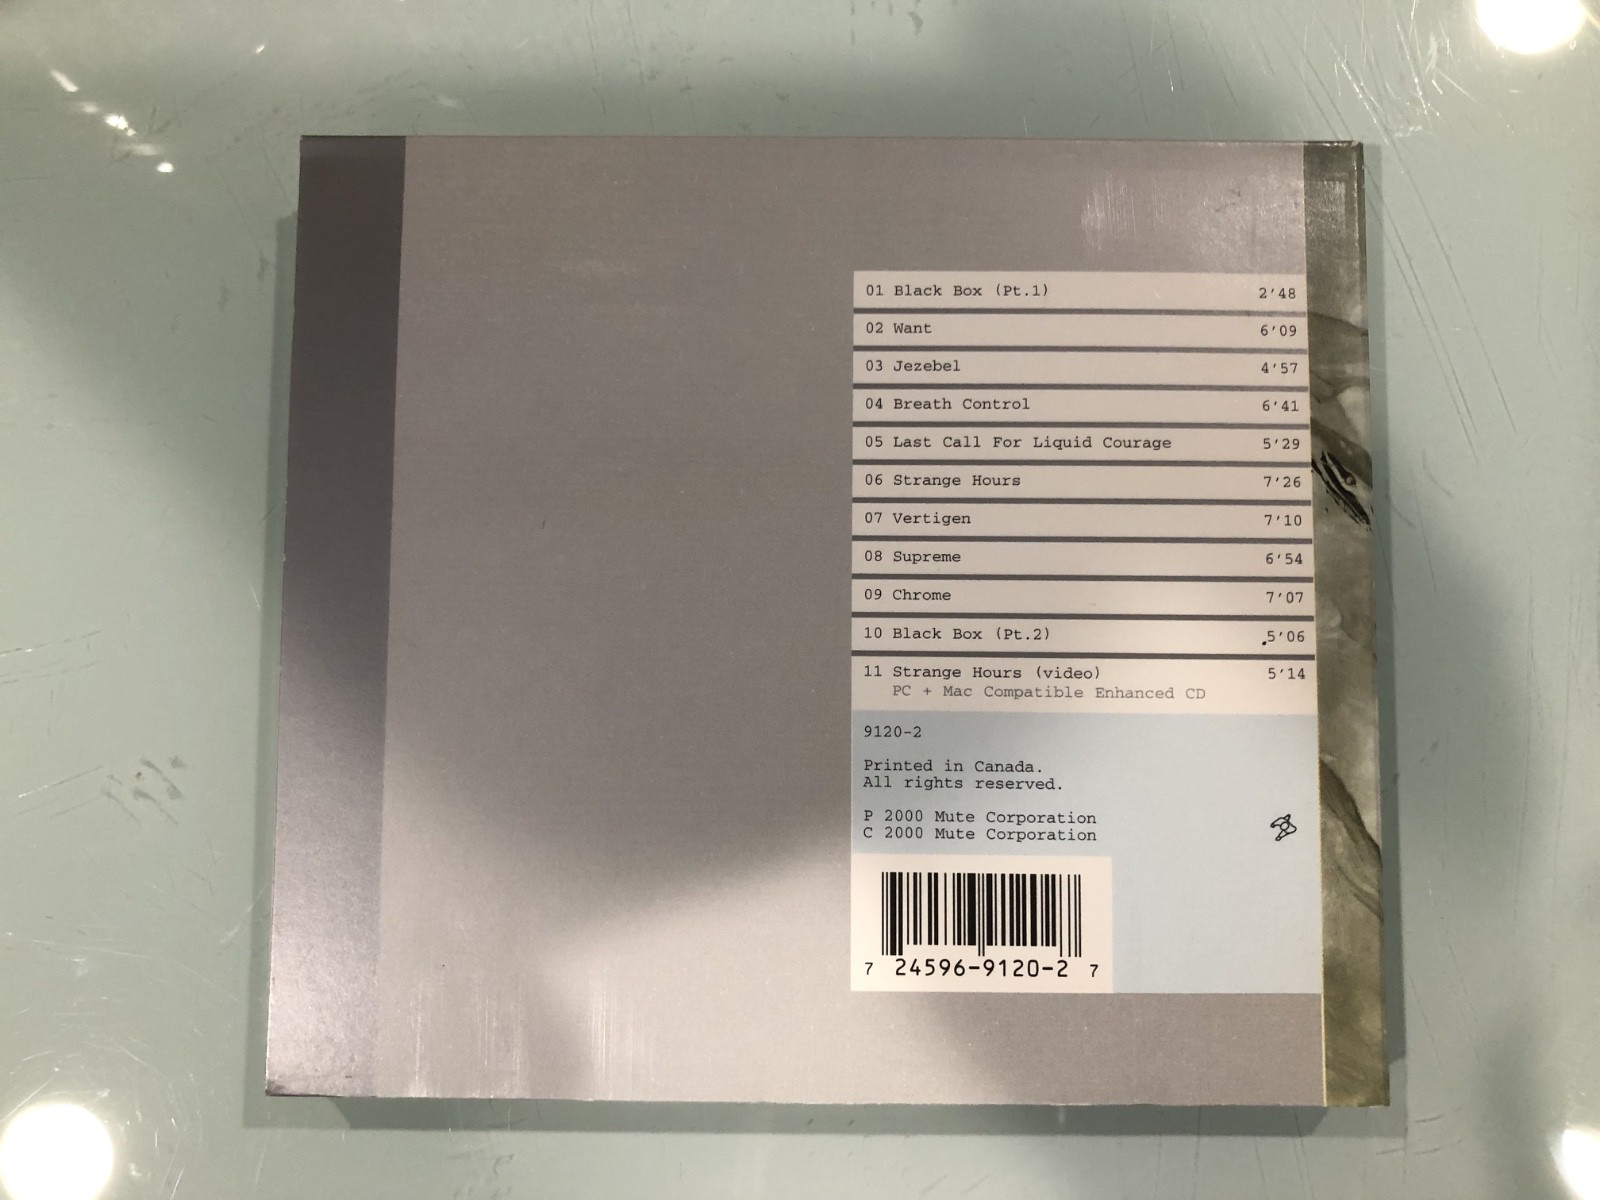 01 Black Box (Pt.1) 2'48
02 Want 6'09
03 Jezebel 4'57
04 Breath Control 6'41
05 Last Call For Liquid Courage 5'29
06 Strange Hours 7'26
07 Vertigen 7'10
08 Supreme 6'54
09 Chrome 7'07
10 Black Box (Pt.2) 5'06
11 Strange Hours (video) 5'14
PC + Mac Compatible Enhanced CD
9120-2
Printed in Canada.
All rights reserved.
P 2000 Mute Corporation
C 2000 Mute Corporation
7 24596-9120-2 7